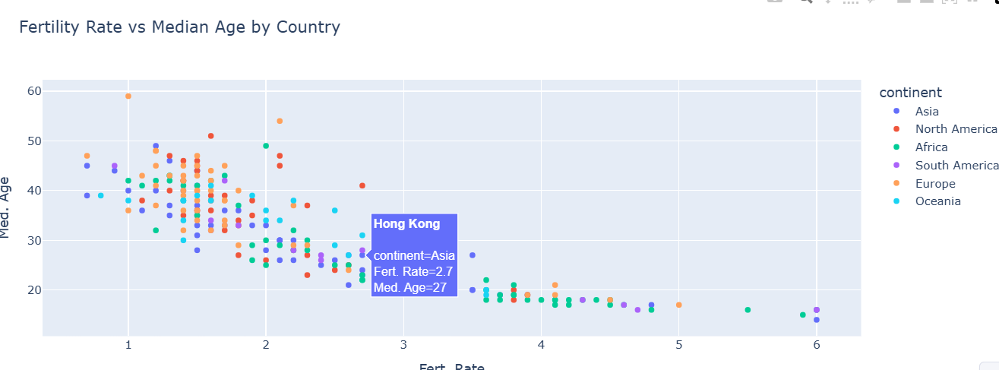 Fertility Rate vs Median Age by Country
continent
Asia
North America
Africa
South America
Europe
Oceania
Med. Age
60
50
40
30
20
Hong Kong
continent=Asia
Fert. Rate=2.7
Med. Age=27
1 2 3 4 5 6
Fert. Rate